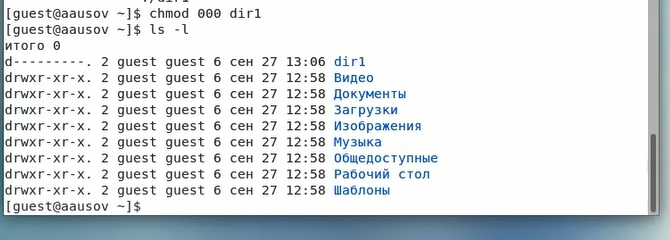 [guest@aausov ~]$ chmod 000 dir1
[guest@aausov ~]$ ls -l
итого 0
d---------. 2 guest guest 6 сен 27 13:06 dir1
drwxr-xr-x. 2 guest guest 6 сен 27 12:58 Видео
drwxr-xr-x. 2 guest guest 6 сен 27 12:58 Документы
drwxr-xr-x. 2 guest guest 6 сен 27 12:58 Загрузки
drwxr-xr-x. 2 guest guest 6 сен 27 12:58 Изображения
drwxr-xr-x. 2 guest guest 6 сен 27 12:58 Музыка
drwxr-xr-x. 2 guest guest 6 сен 27 12:58 Общедоступные
drwxr-xr-x. 2 guest guest 6 сен 27 12:58 Рабочий стол
drwxr-xr-x. 2 guest guest 6 сен 27 12:58 Шаблоны
[guest@aausov ~]$